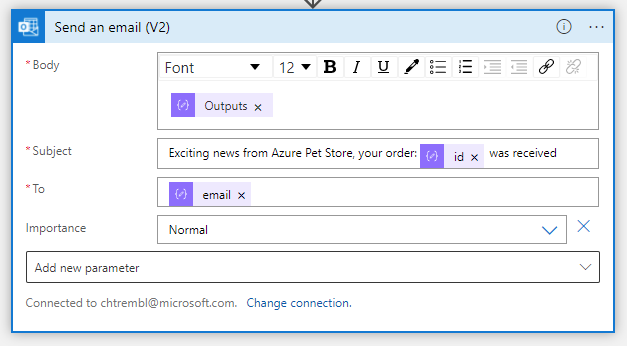 Send an email (V2)
* Body
Font 12 B I U
Outputs ×
* Subject
Exciting news from Azure Pet Store, your order: id × was received
* To
email ×
Importance
Normal
Add new parameter
Connected to chtrembl@microsoft.com. Change connection.